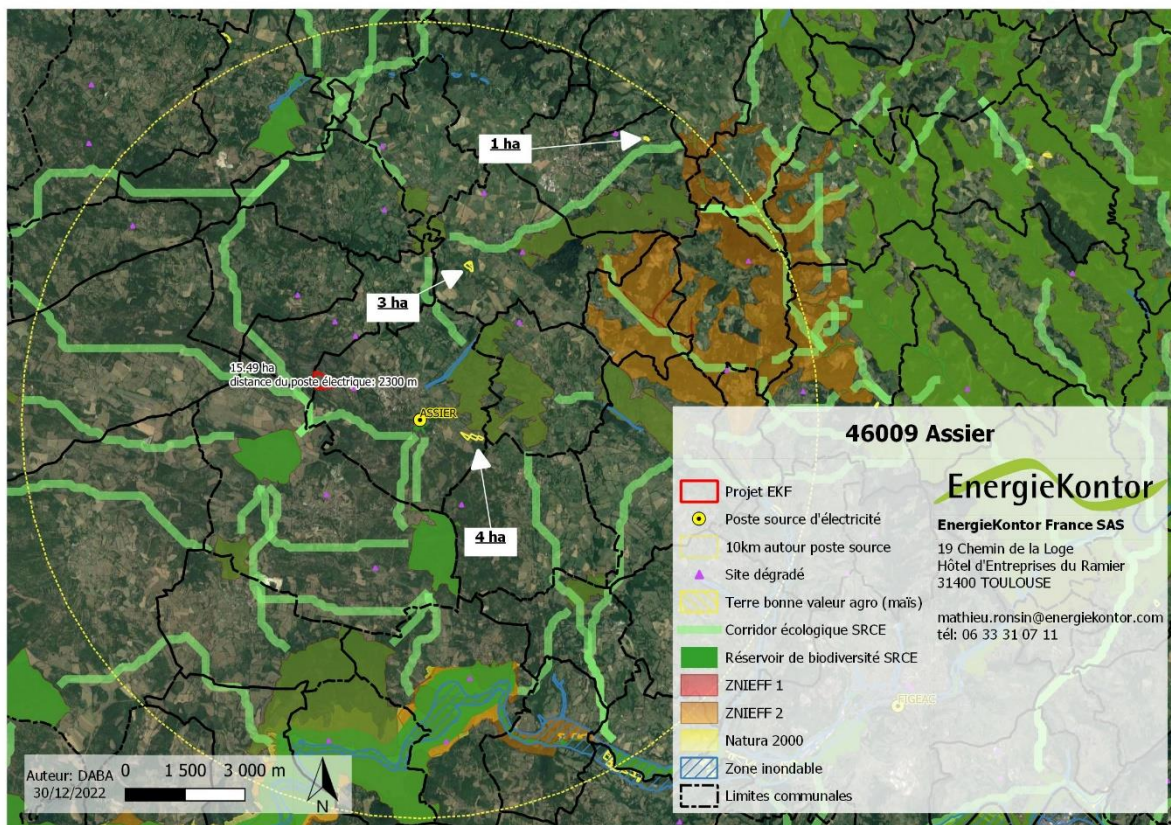 1 ha
3 ha
15.49 ha
distance du poste électrique: 2300 m
ASSIER
4 ha
46009 Assier
EnergieKontor
EnergieKontor France SAS
19 Chemin de la Loge
Hôtel d'Entreprises du Ramier
31400 TOULOUSE
mathieu.ronsin@energiekontor.com
tél: 06 33 31 07 11
Projet EKF
Poste source d'électricité
10km autour poste source
Site dégradé
Terre bonne valeur agro (maïs)
Corridor écologique SRCE
Réservoir de biodiversité SRCE
ZNIEFF 1
ZNIEFF 2
Natura 2000
Zone inondable
Limites communales
FIGEAC
Auteur: DABA
30/12/2022
0 1 500 3 000 m
N